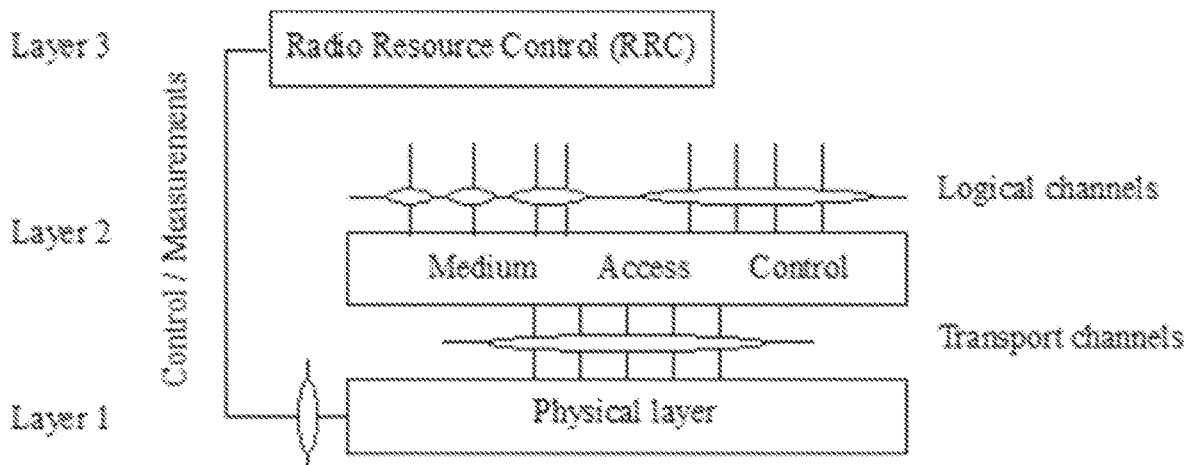 Layer 3
Radio Resource Control (RRC)
Control / Measurements
Logical channels
Layer 2
Medium Access Control
Transport channels
Layer 1
Physical layer